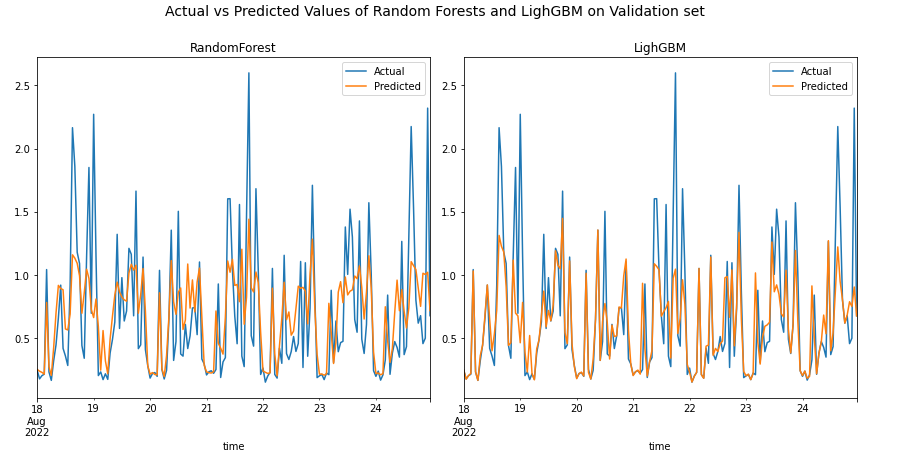 Actual vs Predicted Values of Random Forests and LighGBM on Validation set
RandomForest
Actual
Predicted
2.5
2.0
1.5
1.0
0.5
18 19 20 21 22 23 24
Aug
2022
time
LighGBM
Actual
Predicted
2.5
2.0
1.5
1.0
0.5
18 19 20 21 22 23 24
Aug
2022
time